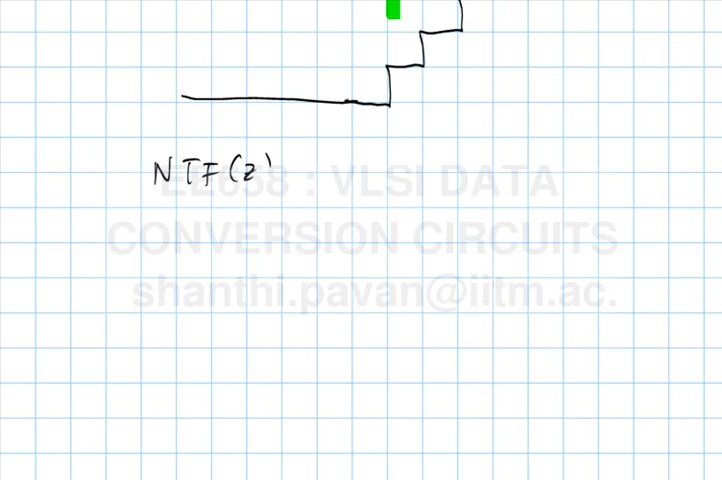 NTF(z)
EE658 : VLSI DATA
CONVERSION CIRCUITS
shanthi.pavan@iitm.ac.